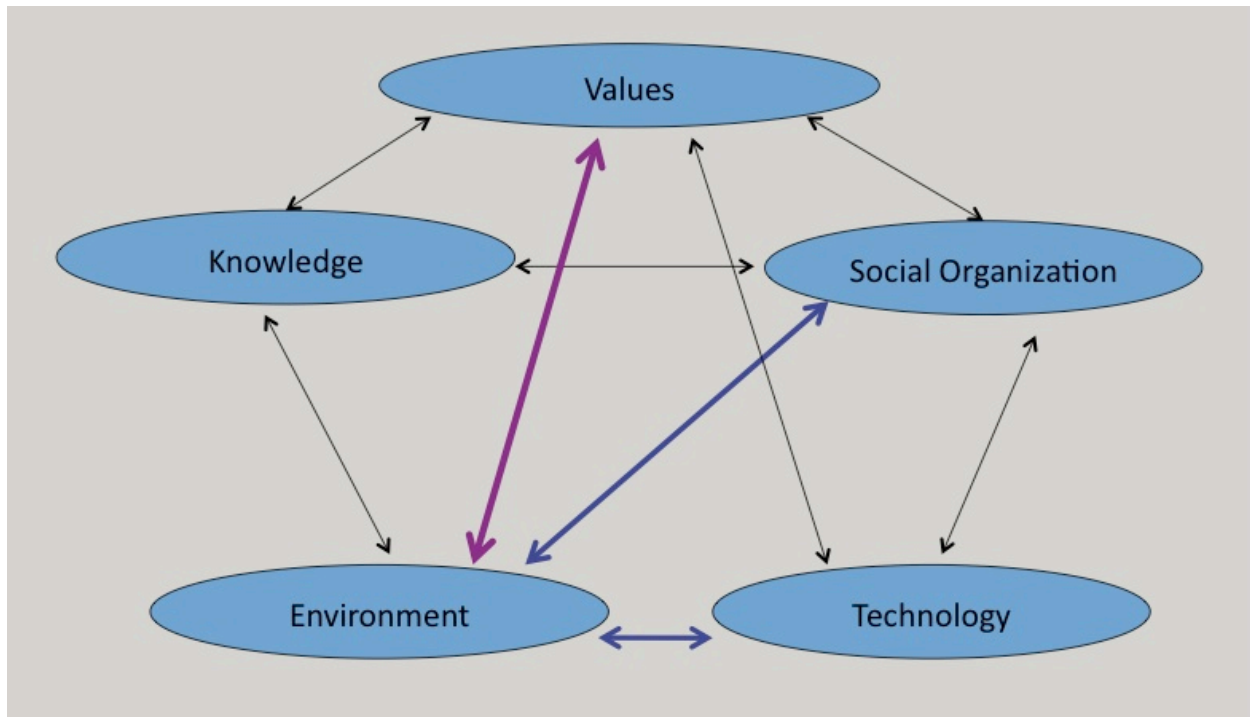 Values
Knowledge
Social Organization
Environment
Technology